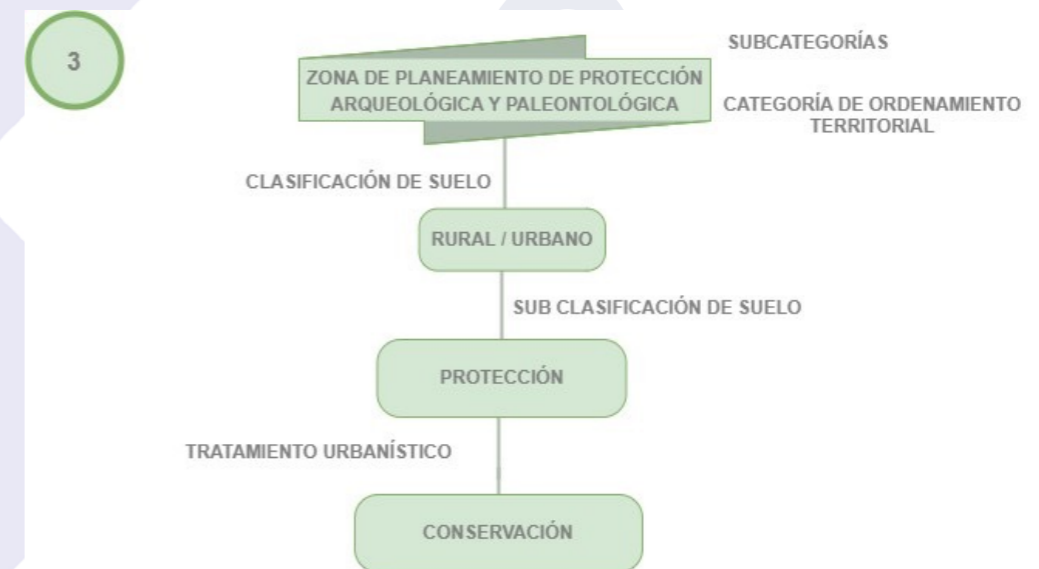 3
SUBCATEGORÍAS
ZONA DE PLANEAMIENTO DE PROTECCIÓN
ARQUEOLÓGICA Y PALEONTOLÓGICA
CATEGORÍA DE ORDENAMIENTO
TERRITORIAL
CLASIFICACIÓN DE SUELO
RURAL / URBANO
SUB CLASIFICACIÓN DE SUELO
PROTECCIÓN
TRATAMIENTO URBANÍSTICO
CONSERVACIÓN